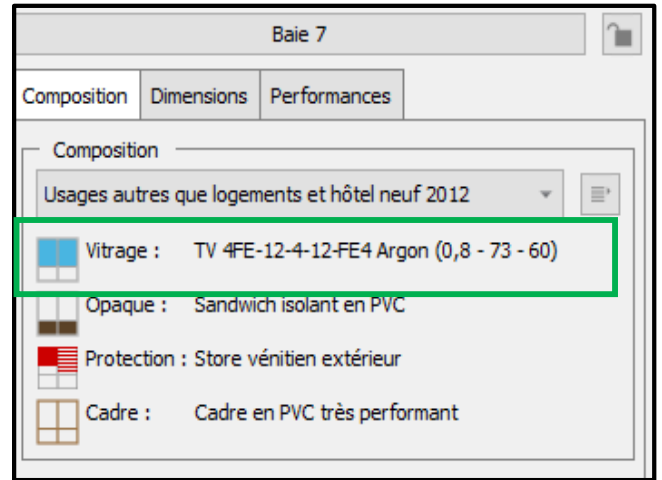 Baie 7
Composition Dimensions Performances
Composition
Usages autres que logements et hôtel neuf 2012
Vitrage : TV 4FE-12-4-12-FE4 Argon (0,8 - 73 - 60)
Opaque : Sandwich isolant en PVC
Protection : Store vénitien extérieur
Cadre : Cadre en PVC très performant